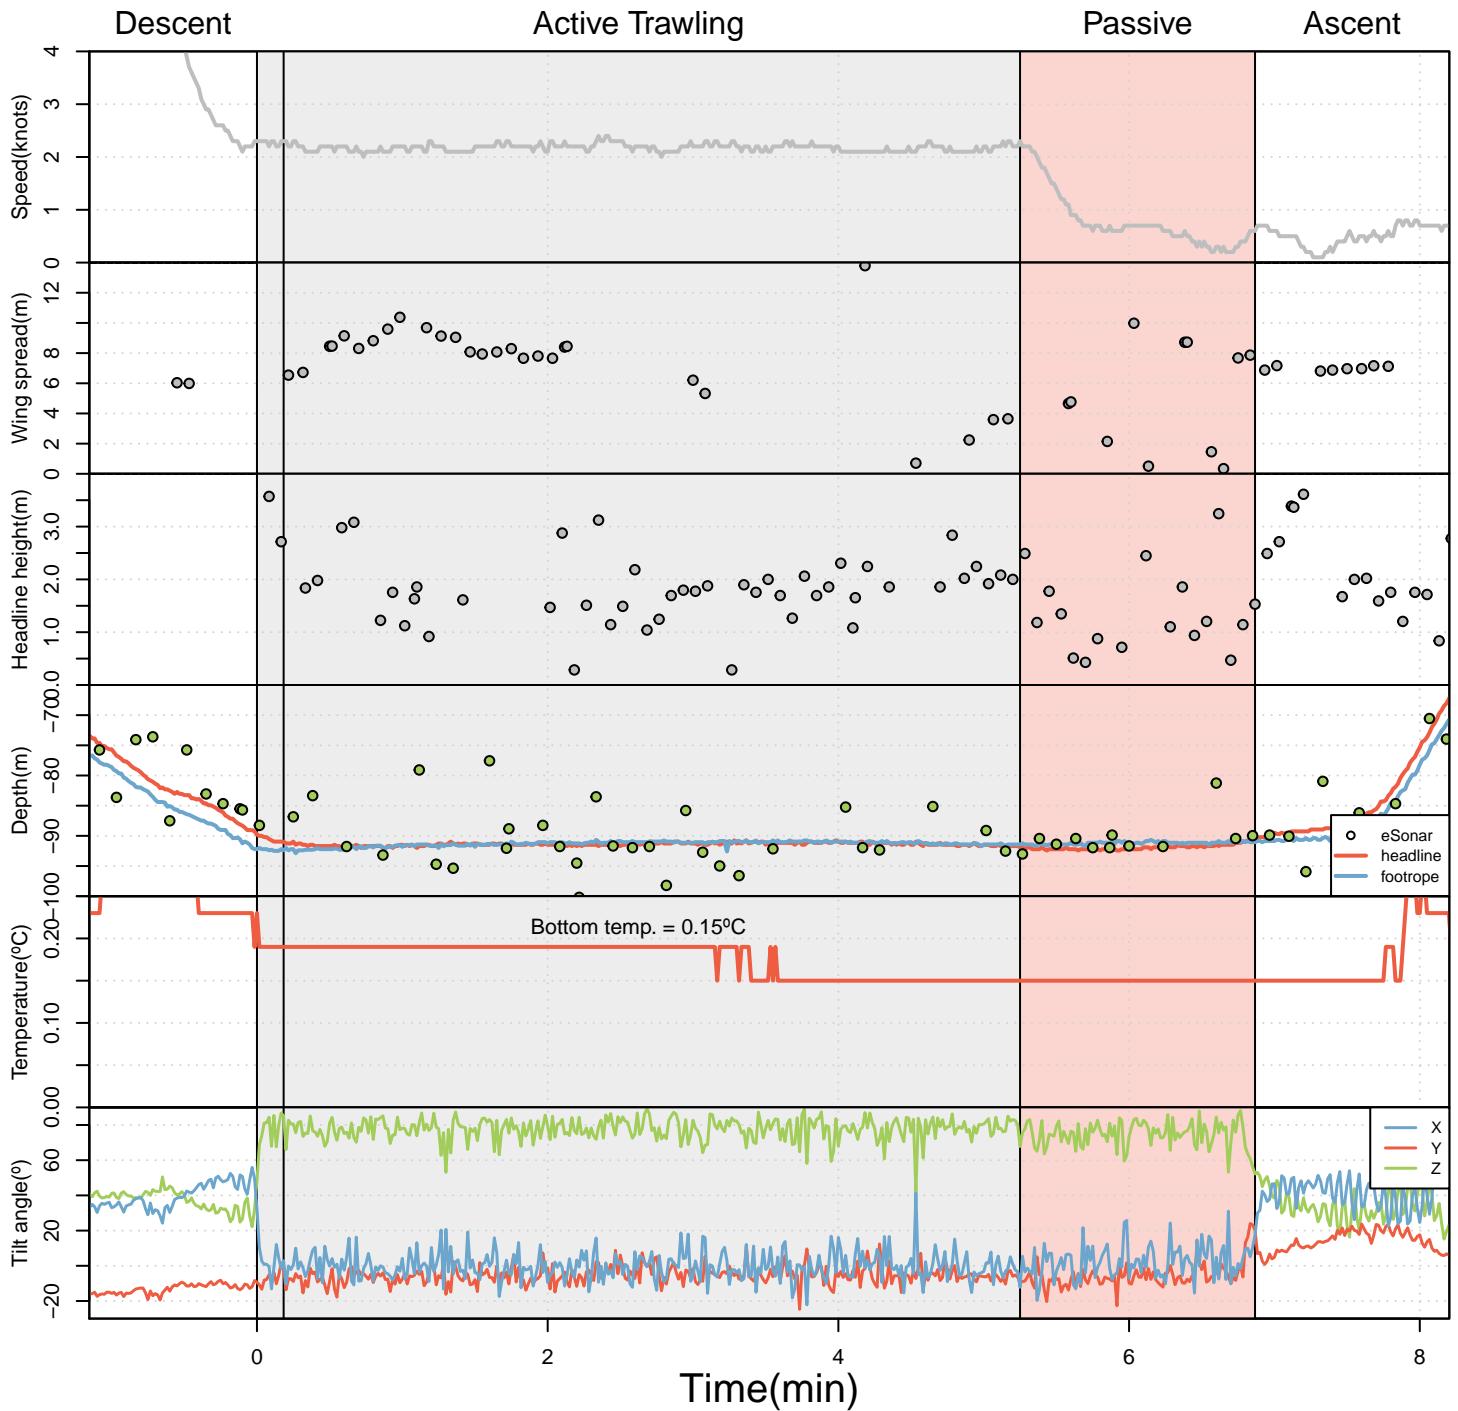 Descent Active Trawling Passive Ascent
Speed(knots)
4
3
2
1
0
Wing spread(m)
12
8
6
4
2
0
Headline height(m)
3.0
2.0
1.0
0.0
Depth(m)
−70
−80
−90
−100
eSonar
headline
footrope
Temperature(ºC)
0.20
0.10
0.00
Bottom temp. = 0.15ºC
Tilt angle(º)
60
20
−20
X
Y
Z
0 2 4 6 8
Time(min)